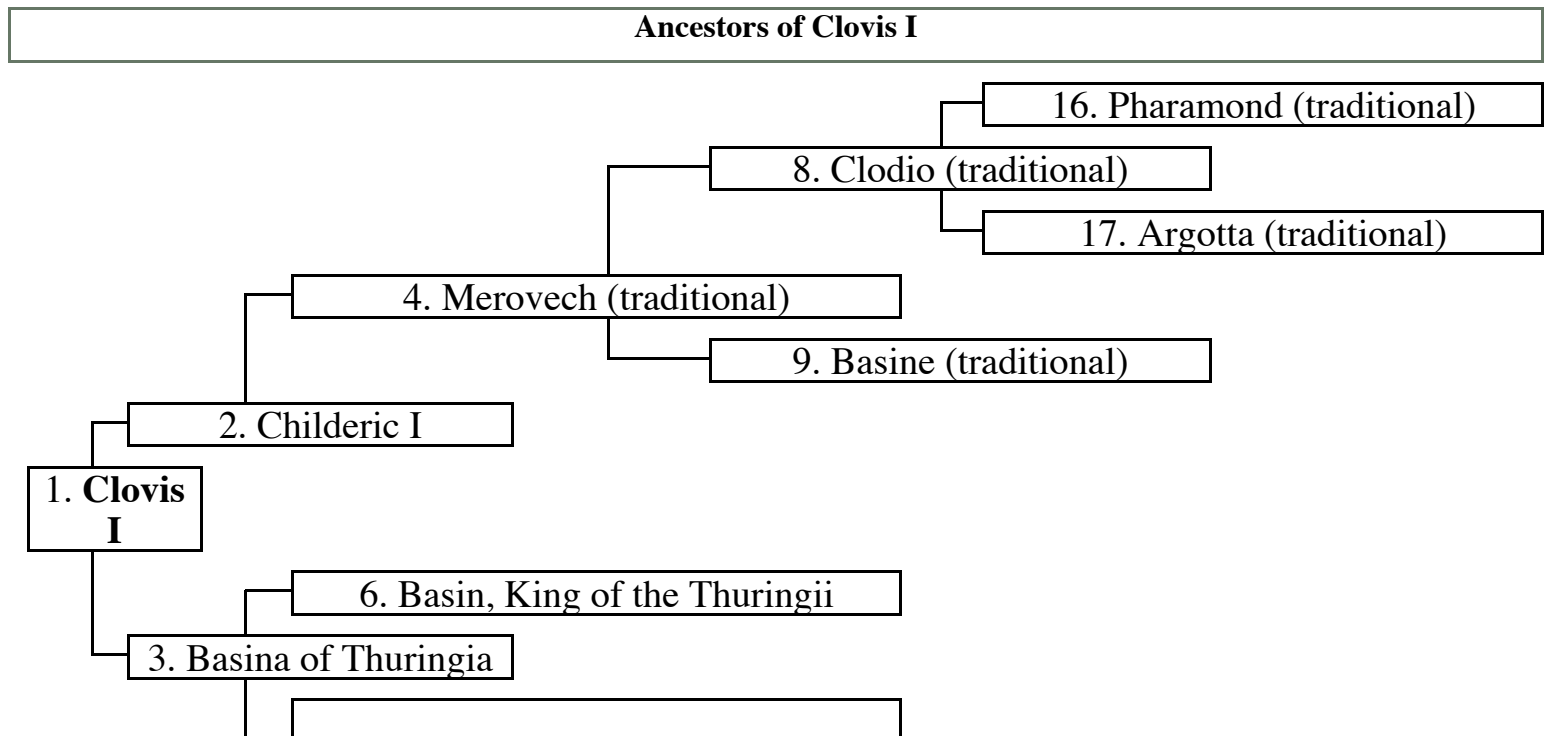 Ancestors of Clovis I
16. Pharamond (traditional)
8. Clodio (traditional)
17. Argotta (traditional)
4. Merovech (traditional)
9. Basine (traditional)
2. Childeric I
1. Clovis
I
6. Basin, King of the Thuringii
3. Basina of Thuringia